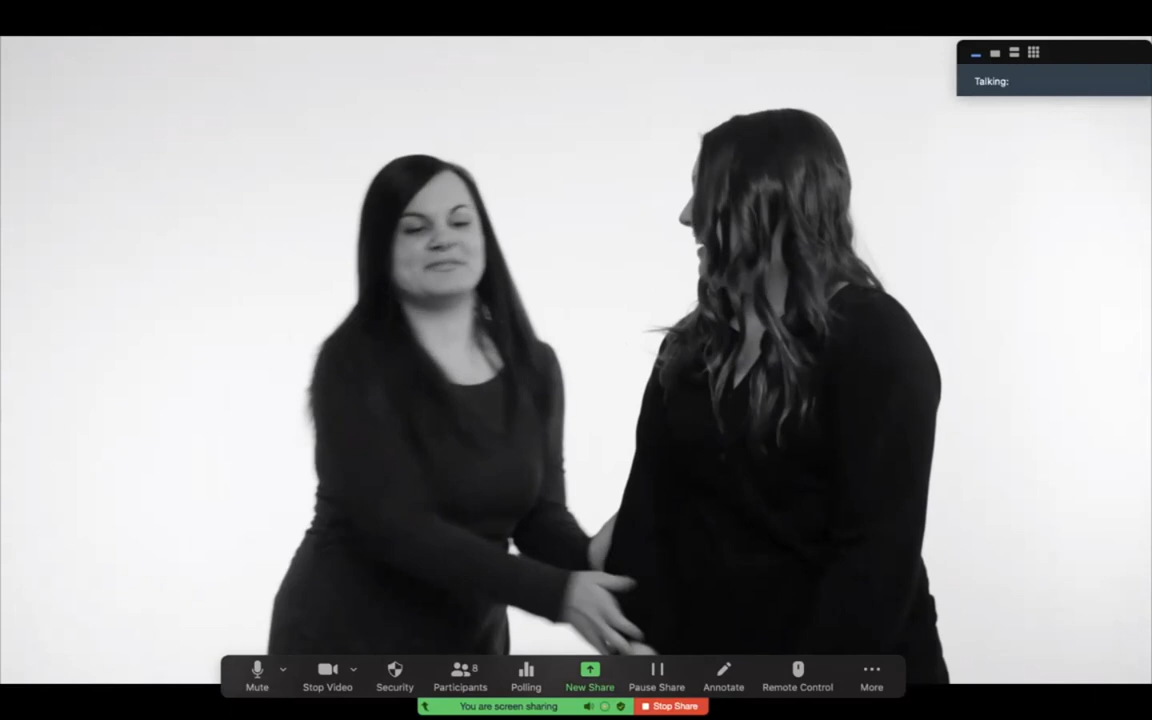 Talking:
8
Mute
Stop Video
Security
Participants
Polling
New Share
Pause Share
Annotate
Remote Control
More
You are screen sharing
Stop Share